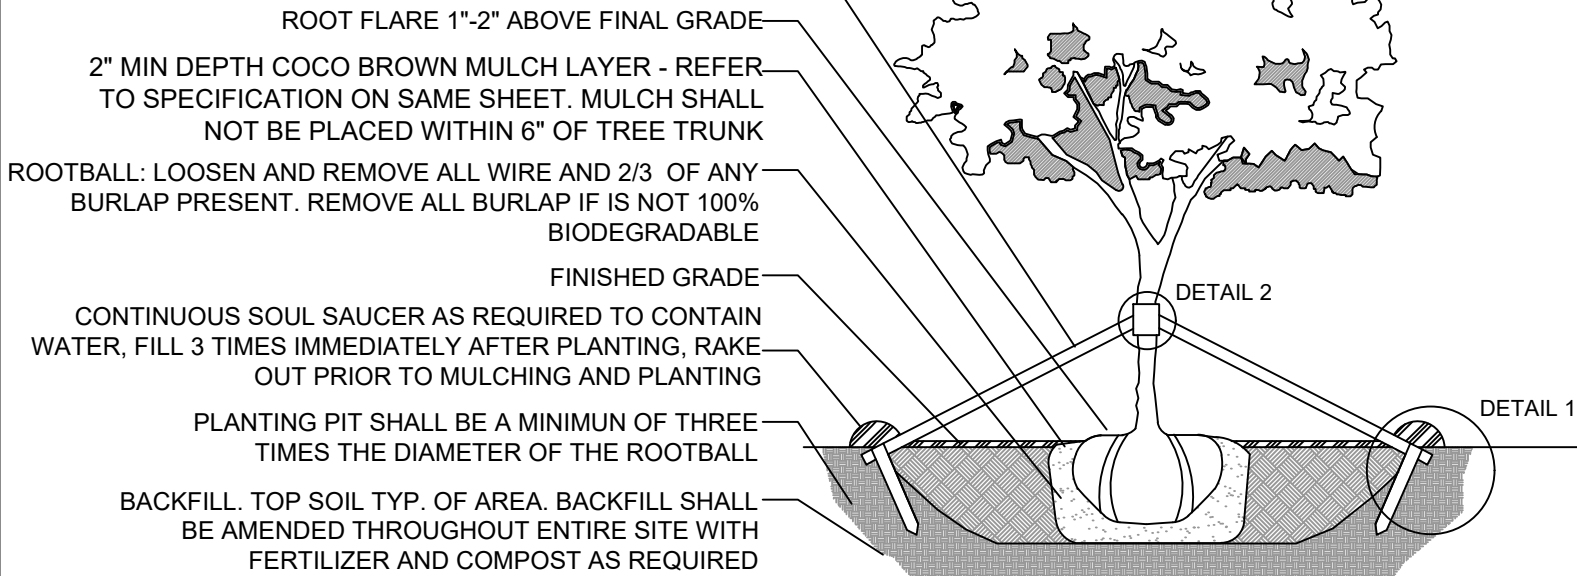 ROOT FLARE 1"-2" ABOVE FINAL GRADE
2" MIN DEPTH COCO BROWN MULCH LAYER - REFER
TO SPECIFICATION ON SAME SHEET. MULCH SHALL
NOT BE PLACED WITHIN 6" OF TREE TRUNK
ROOTBALL: LOOSEN AND REMOVE ALL WIRE AND 2/3 OF ANY
BURLAP PRESENT. REMOVE ALL BURLAP IF IS NOT 100%
BIODEGRADABLE
FINISHED GRADE
CONTINUOUS SOUL SAUCER AS REQUIRED TO CONTAIN
WATER, FILL 3 TIMES IMMEDIATELY AFTER PLANTING, RAKE
OUT PRIOR TO MULCHING AND PLANTING
PLANTING PIT SHALL BE A MINIMUN OF THREE
TIMES THE DIAMETER OF THE ROOTBALL
BACKFILL. TOP SOIL TYP. OF AREA. BACKFILL SHALL
BE AMENDED THROUGHOUT ENTIRE SITE WITH
FERTILIZER AND COMPOST AS REQUIRED
DETAIL 2
DETAIL 1